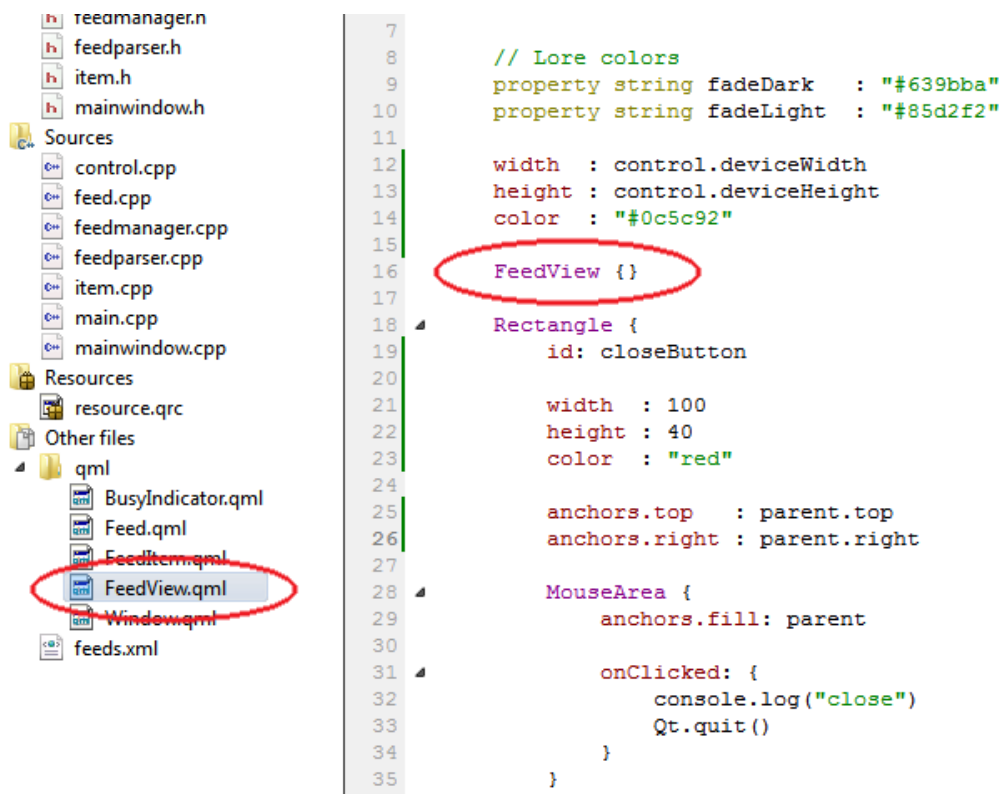 feedmanager.h
feedparser.h
item.h
mainwindow.h
Sources
control.cpp
feed.cpp
feedmanager.cpp
feedparser.cpp
item.cpp
main.cpp
mainwindow.cpp
Resources
resource.qrc
Other files
qml
BusyIndicator.qml
Feed.qml
FeedItem.qml
FeedView.qml
Window.qml
feeds.xml
7
8 // Lore colors
9 property string fadeDark : "#639bba"
10 property string fadeLight : "#85d2f2"
11
12 width : control.deviceWidth
13 height : control.deviceHeight
14 color : "#0c5c92"
15
16 FeedView {}
17
18 Rectangle {
19 id: closeButton
20
21 width : 100
22 height : 40
23 color : "red"
24
25 anchors.top : parent.top
26 anchors.right : parent.right
27
28 MouseArea {
29 anchors.fill: parent
30
31 onClicked: {
32 console.log("close")
33 Qt.quit()
34 }
35 }